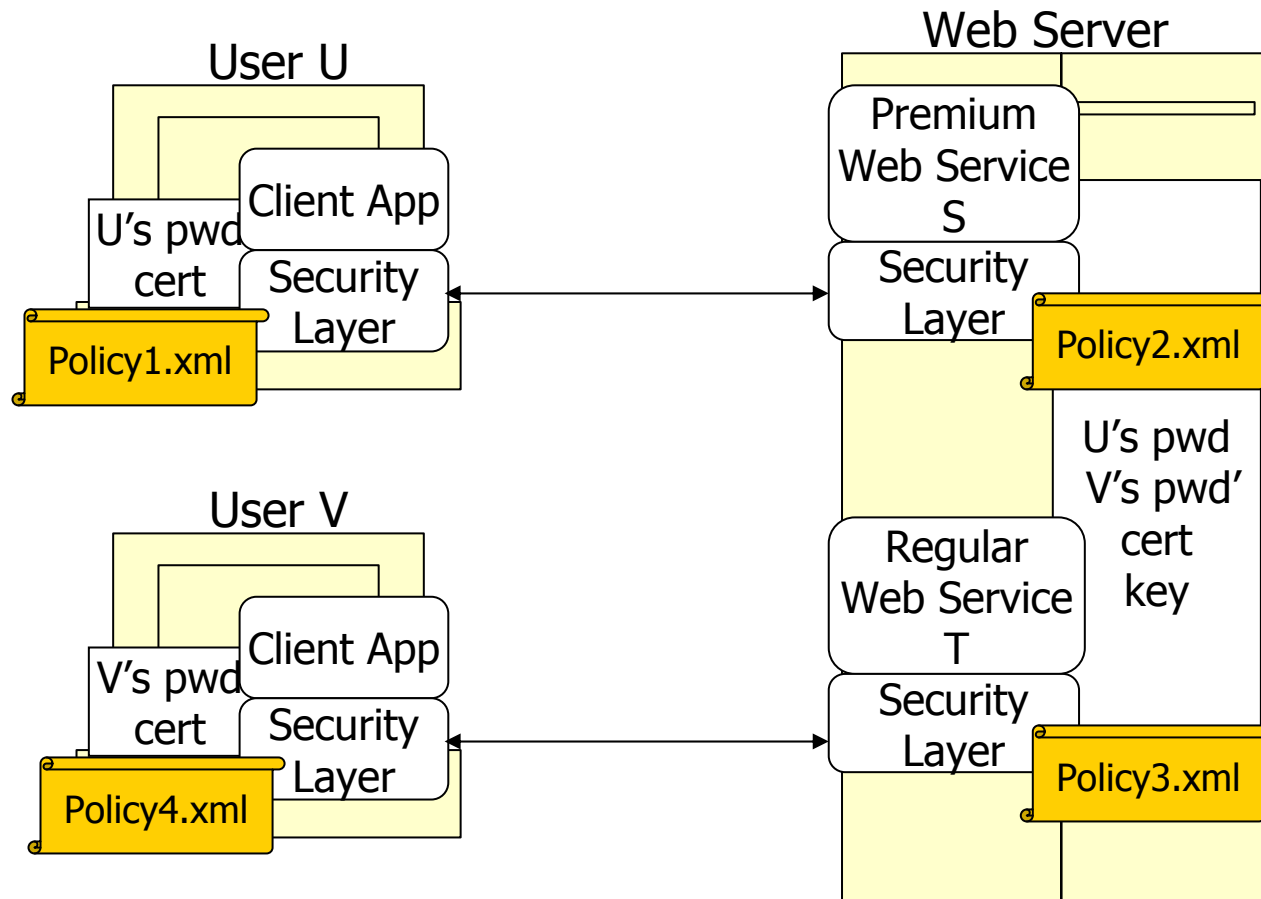 User U
Client App
U's pwd
cert
Security
Layer
Policy1.xml
Web Server
Premium
Web Service
S
Security
Layer
Policy2.xml
User V
Client App
V's pwd
cert
Security
Layer
Policy4.xml
U's pwd
V's pwd'
cert
key
Regular
Web Service
T
Security
Layer
Policy3.xml